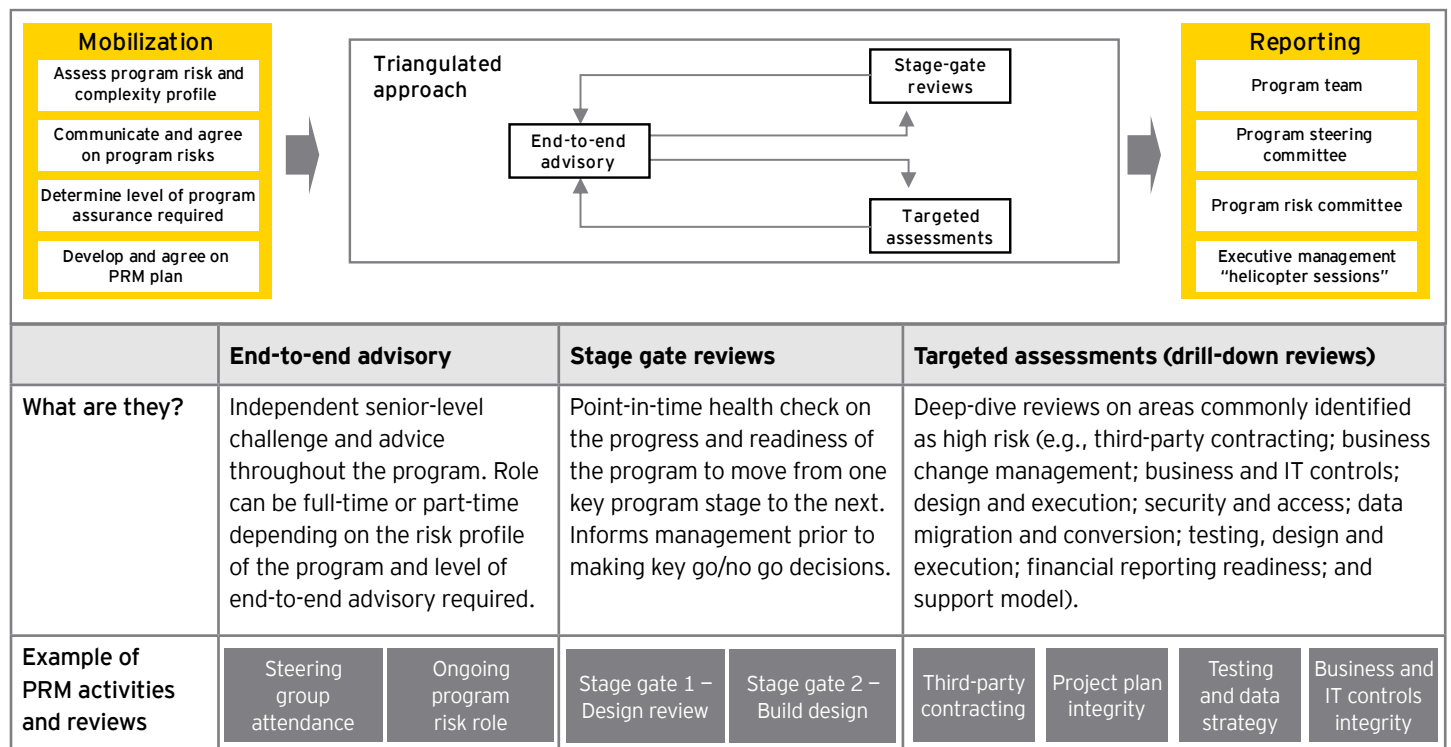 Mobilization
Assess program risk and
complexity profile
Communicate and agree
on program risks
Determine level of program
assurance required
Develop and agree on
PRM plan
Triangulated
approach
Stage-gate
reviews
End-to-end
advisory
Targeted
assessments
Reporting
Program team
Program steering
committee
Program risk committee
Executive management
“helicopter sessions”
End-to-end advisory
Stage gate reviews
Targeted assessments (drill-down reviews)
What are they?
Independent senior-level
challenge and advice
throughout the program. Role
can be full-time or part-time
depending on the risk profile
of the program and level of
end-to-end advisory required.
Point-in-time health check on
the progress and readiness of
the program to move from one
key program stage to the next.
Informs management prior to
making key go/no go decisions.
Deep-dive reviews on areas commonly identified
as high risk (e.g., third-party contracting; business
change management; business and IT controls;
design and execution; security and access; data
migration and conversion; testing, design and
execution; financial reporting readiness; and
support model).
Example of
PRM activities
and reviews
Steering
group
attendance
Ongoing
program
risk role
Stage gate 1 –
Design review
Stage gate 2 –
Build design
Third-party
contracting
Project plan
integrity
Testing
and data
strategy
Business and
IT controls
integrity